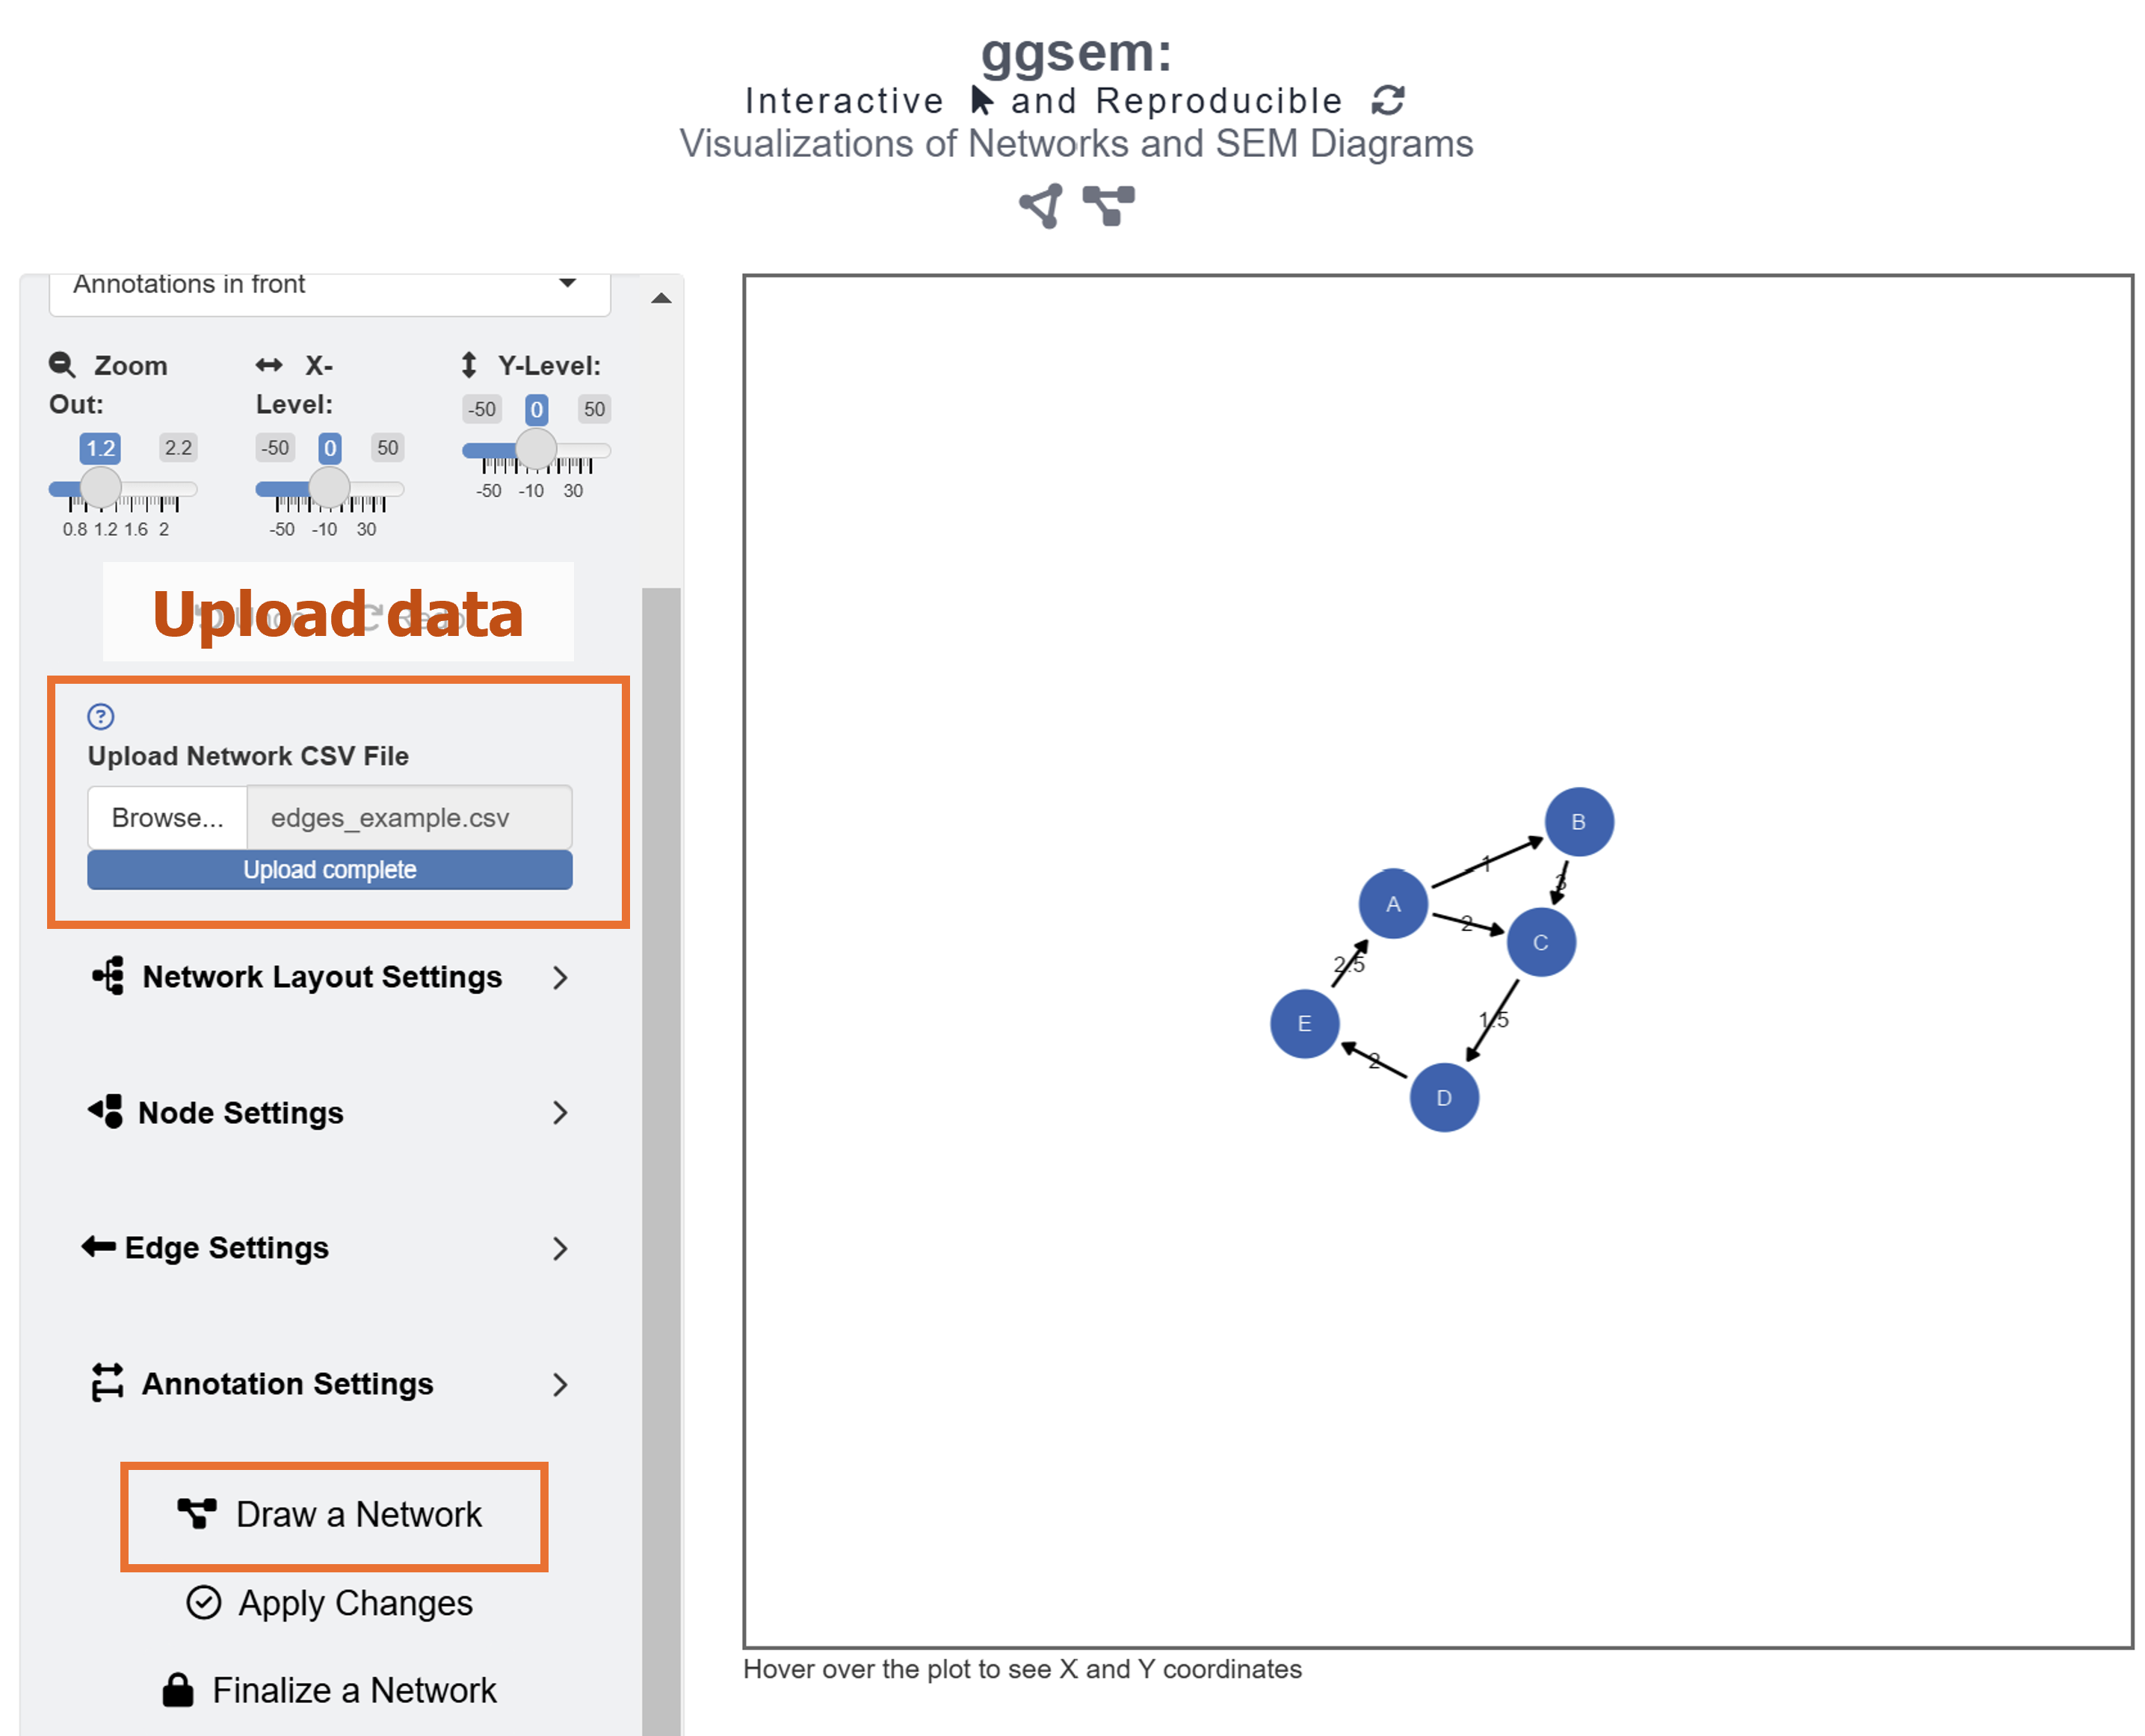 ggsem:
Interactive and Reproducible
Visualizations of Networks and SEM Diagrams
Annotations in front
Zoom Out:
1.2 2.2
0.8 1.2 1.6 2
X-Level:
-50 0 50
-50 -10 30
Y-Level:
-50 0 50
-50 -10 30
Upload data
Upload Network CSV File
Browse... edges_example.csv
Upload complete
Network Layout Settings
Node Settings
Edge Settings
Annotation Settings
Draw a Network
Apply Changes
Finalize a Network
B
1
3
A
2
C
2.5
E
1.5
2
D
Hover over the plot to see X and Y coordinates